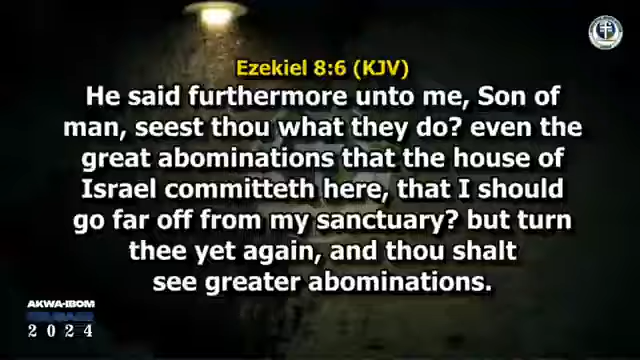 Ezekiel 8:6 (KJV)
He said furthermore unto me, Son of
man, seest thou what they do? even the
great abominations that the house of
Israel committeth here, that I should
go far off from my sanctuary? but turn
thee yet again, and thou shalt
see greater abominations.
AKWA-IBOM
2024